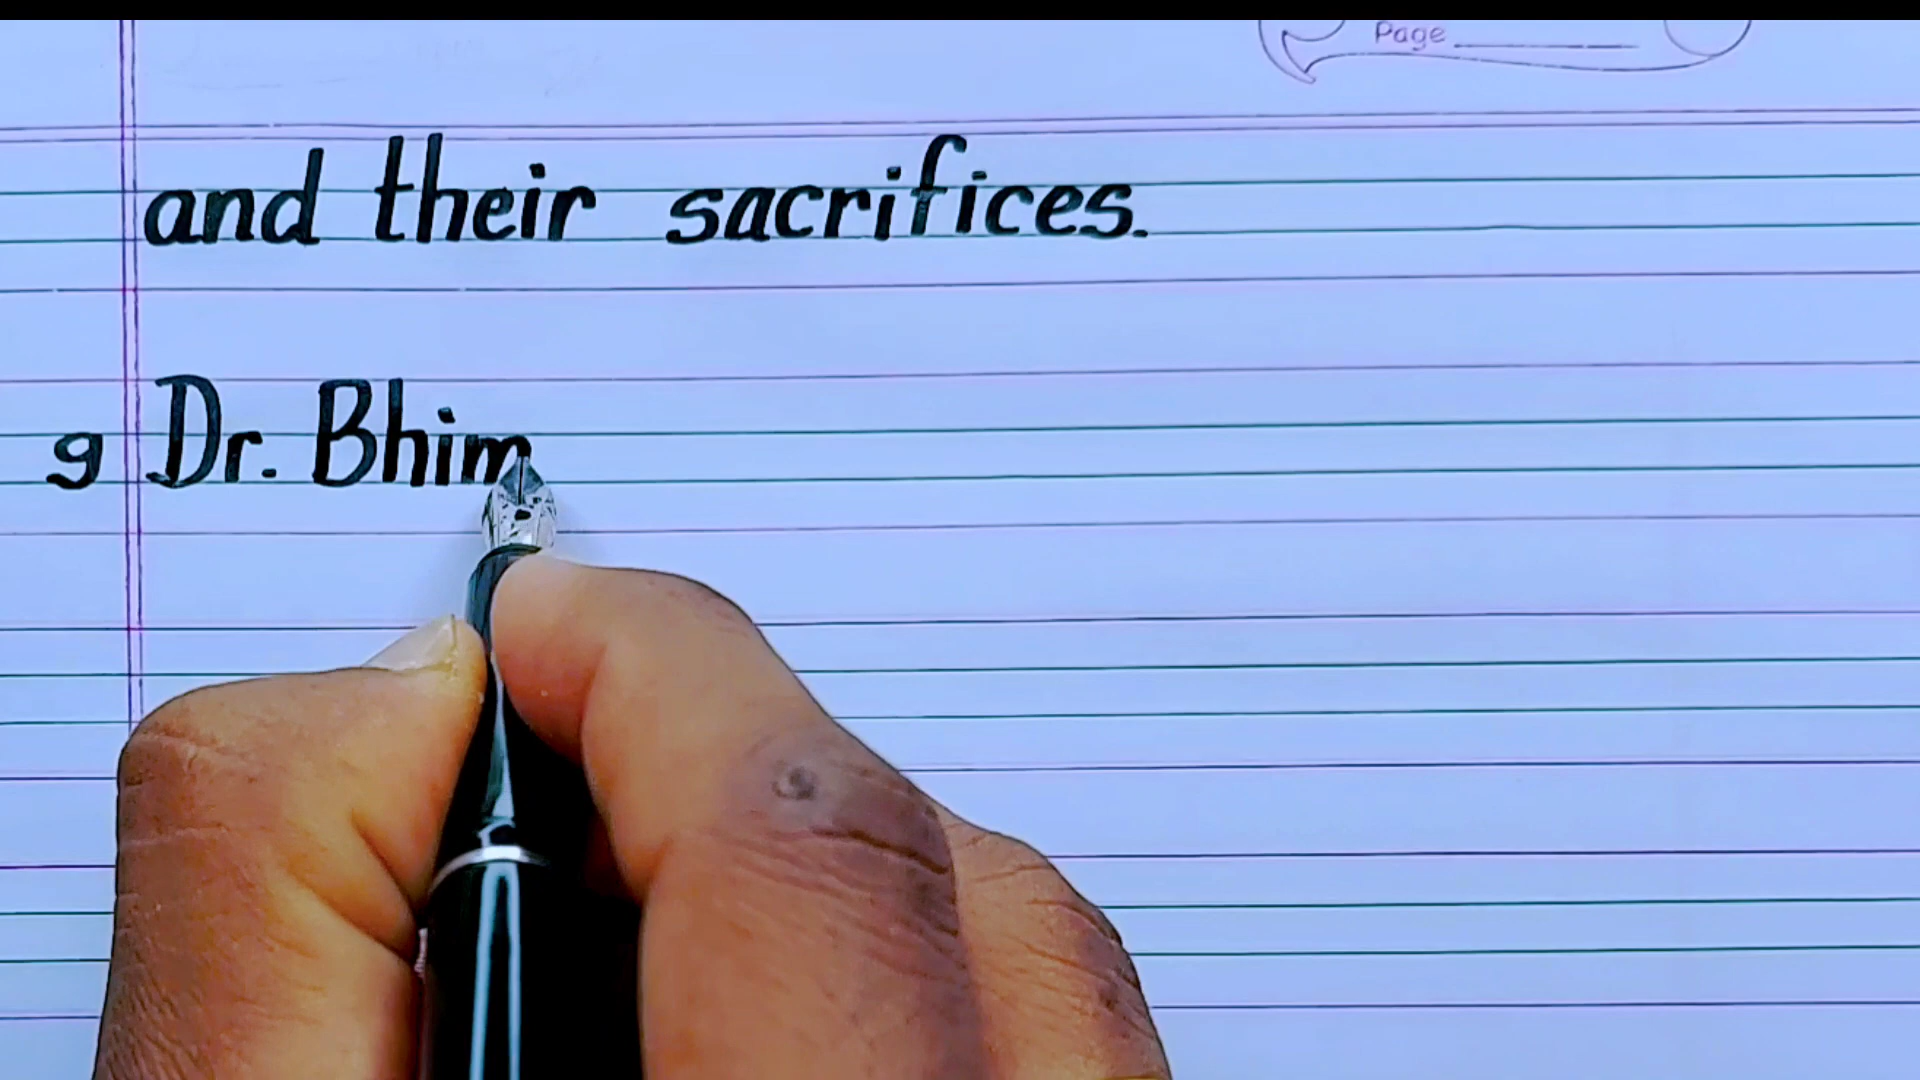 Page
and their sacrifices.
9 Dr. Bhim